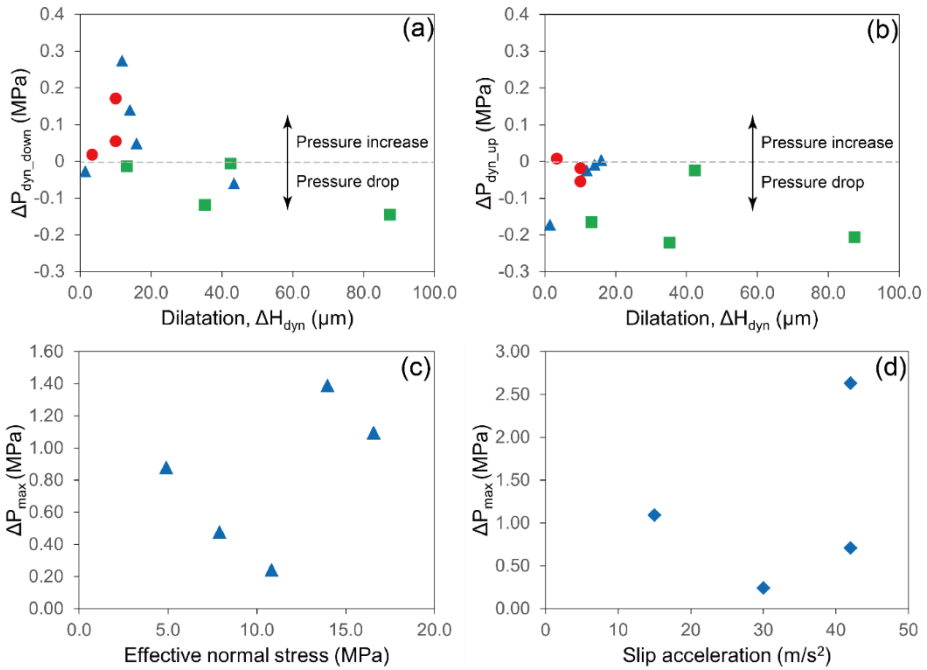 (a)
0.4
0.3
0.2
0.1
0
-0.1
-0.2
-0.3
ΔP_dyn_down (MPa)
Pressure increase
Pressure drop
0.0 20.0 40.0 60.0 80.0 100.0
Dilatation, ΔH_dyn (μm)
(b)
0.4
0.3
0.2
0.1
0
-0.1
-0.2
-0.3
ΔP_dyn_up (MPa)
Pressure increase
Pressure drop
0.0 20.0 40.0 60.0 80.0 100.0
Dilatation, ΔH_dyn (μm)
(c)
1.60
1.40
1.20
1.00
0.80
0.60
0.40
0.20
0.00
ΔP_max (MPa)
0.0 5.0 10.0 15.0 20.0
Effective normal stress (MPa)
(d)
3.00
2.50
2.00
1.50
1.00
0.50
0.00
ΔP_max (MPa)
0 10 20 30 40 50
Slip acceleration (m/s²)